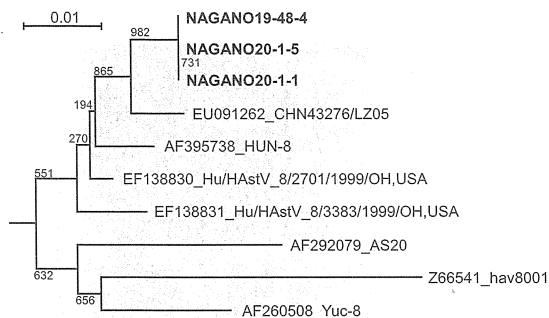 0.01
NAGANO19-48-4
982
NAGANO20-1-5
731
865
NAGANO20-1-1
194
EU091262_CHN43276/LZ05
270
AF395738_HUN-8
551
EF138830_Hu/HAstV_8/2701/1999/OH,USA
EF138831_Hu/HAstV_8/3383/1999/OH,USA
AF292079_AS20
632
Z66541_hav8001
656
AF260508 Yuc-8